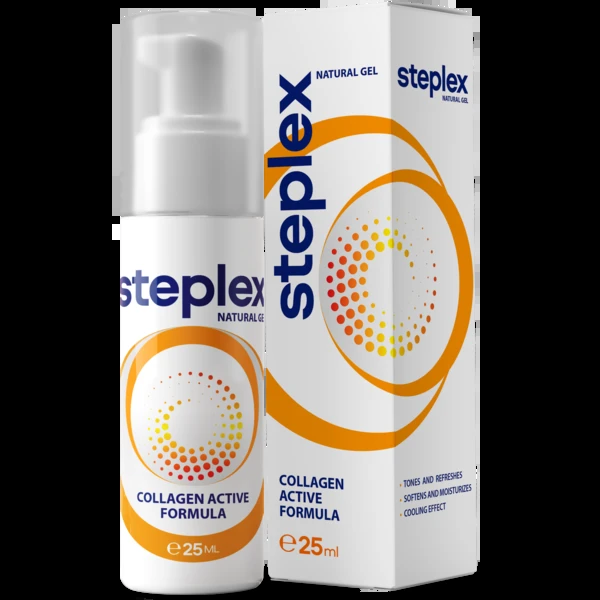 steplex
NATURAL GEL
COLLAGEN ACTIVE
FORMULA
℮25ML
steplex
NATURAL GEL
COLLAGEN
ACTIVE
FORMULA
℮25ml
steplex
NATURAL GEL
• TONES AND REFRESHES
• SOFTENS AND MOISTURIZES
• COOLING EFFECT